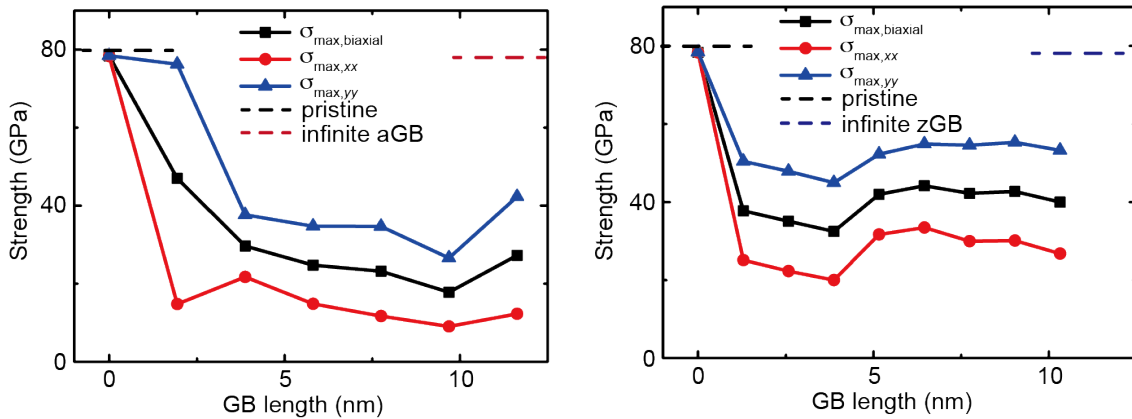 80
40
0
Strength (GPa)
σmax,biaxial
σmax,xx
σmax,yy
pristine
infinite aGB
0
5
10
GB length (nm)
80
40
0
Strength (GPa)
σmax,biaxial
σmax,xx
σmax,yy
pristine
infinite zGB
0
5
10
GB length (nm)